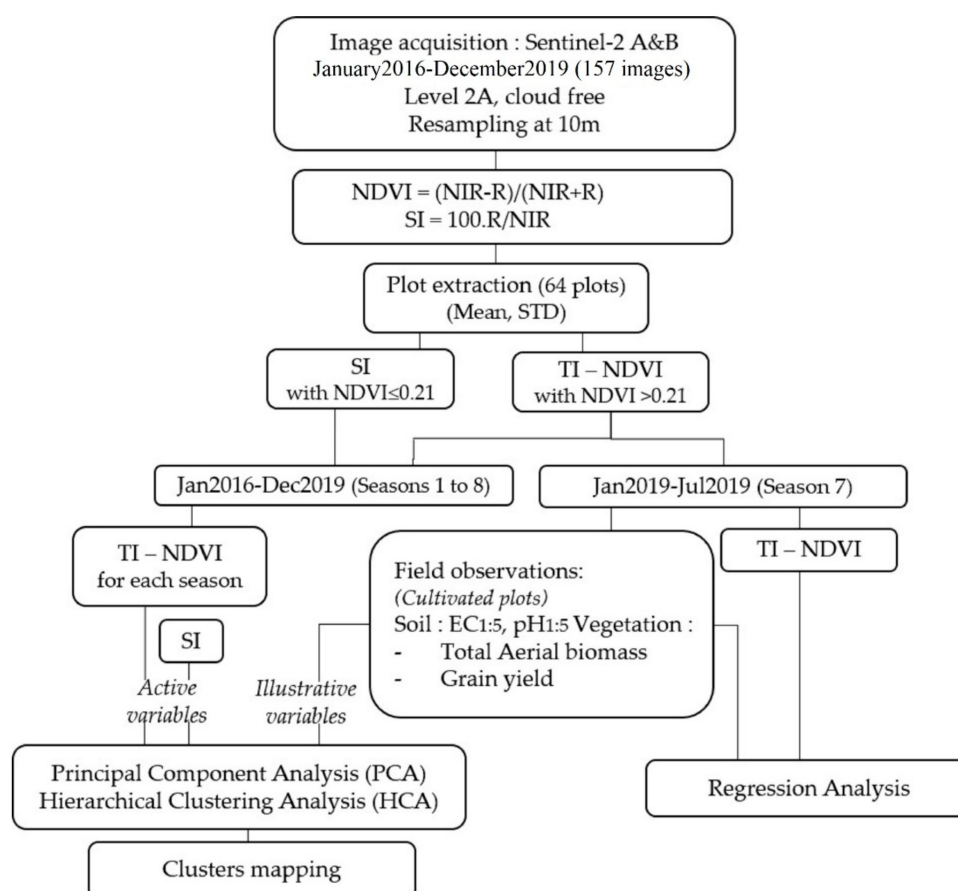 Image acquisition : Sentinel-2 A&B
January2016-December2019 (157 images)
Level 2A, cloud free
Resampling at 10m
NDVI = (NIR-R)/(NIR+R)
SI = 100.R/NIR
Plot extraction (64 plots)
(Mean, STD)
SI
with NDVI≤0.21
TI – NDVI
with NDVI >0.21
Jan2016-Dec2019 (Seasons 1 to 8)
Jan2019-Jul2019 (Season 7)
TI – NDVI
for each season
SI
Field observations:
(Cultivated plots)
Soil : EC1:5, pH1:5 Vegetation :
- Total Aerial biomass
- Grain yield
TI – NDVI
Active
variables
Illustrative
variables
Principal Component Analysis (PCA)
Hierarchical Clustering Analysis (HCA)
Regression Analysis
Clusters mapping